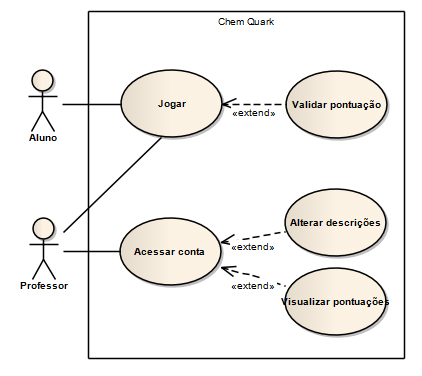 Chem Quark
Jogar
Validar pontuação
«extend»
Aluno
Alterar descrições
Acessar conta
«extend»
Professor
«extend»
Visualizar pontuações